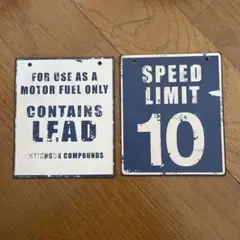 FOR USE AS A
MOTOR FUEL ONLY
CONTAINS
LEAD
COMPOUNDS
SPEED
LIMIT
10